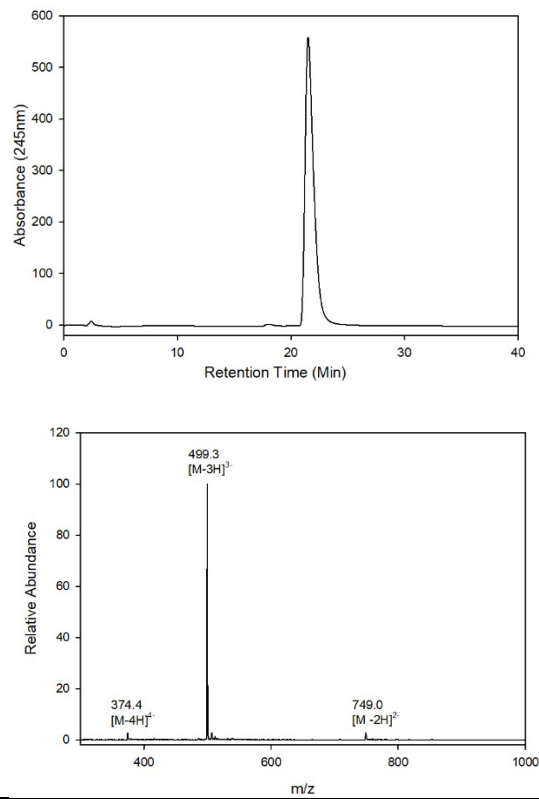 600
500
400
300
200
100
0
Absorbance (245nm)
0 10 20 30 40
Retention Time (Min)
120
100
80
60
40
20
0
Relative Abundance
499.3
[M-3H]3-
374.4
[M-4H]4-
749.0
[M -2H]2-
400 600 800 1000
m/z